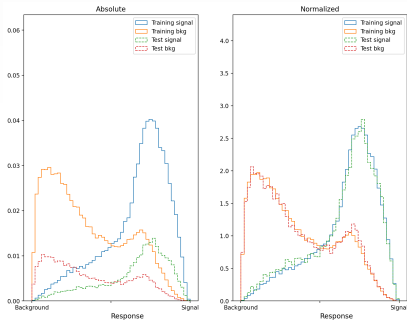 Absolute
0.06
0.05
0.04
0.03
0.02
0.01
0.00
Training signal
Training bkg
Test signal
Test bkg
Background
Signal
Response
Normalized
4.0
3.5
3.0
2.5
2.0
1.5
1.0
0.5
0.0
Training signal
Training bkg
Test signal
Test bkg
Background
Signal
Response